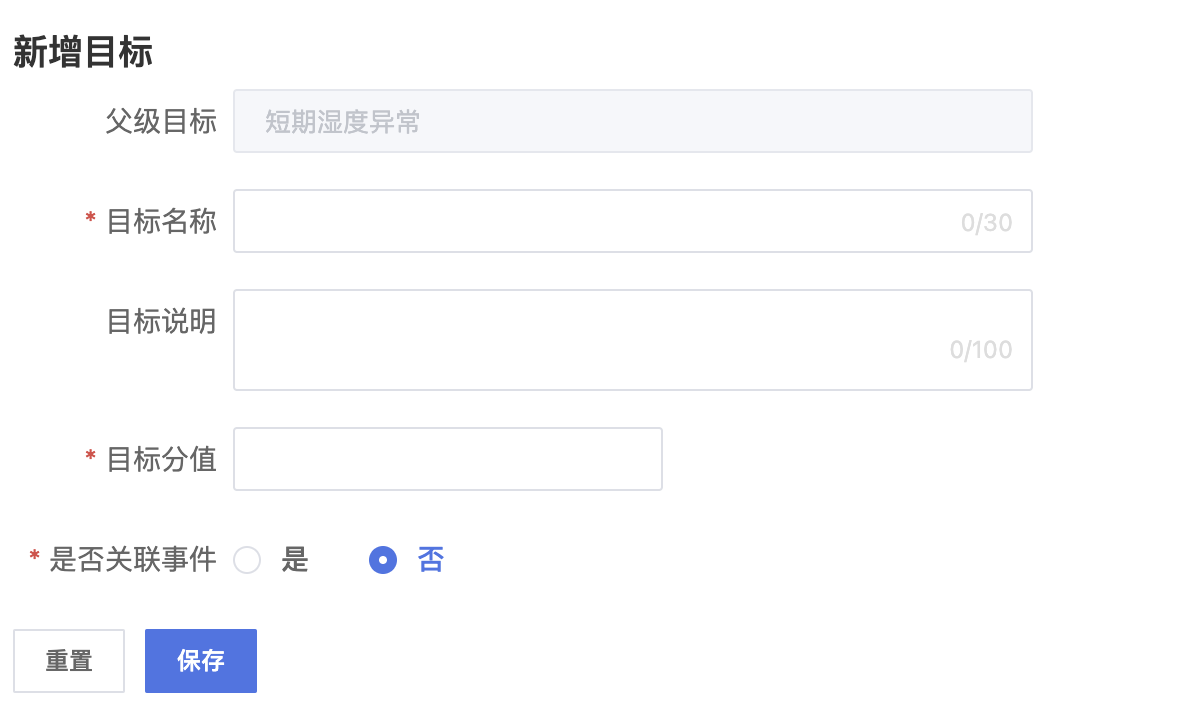 新增目标
父级目标 短期湿度异常
* 目标名称 0/30
目标说明 0/100
* 目标分值
* 是否关联事件 是 否
重置 保存